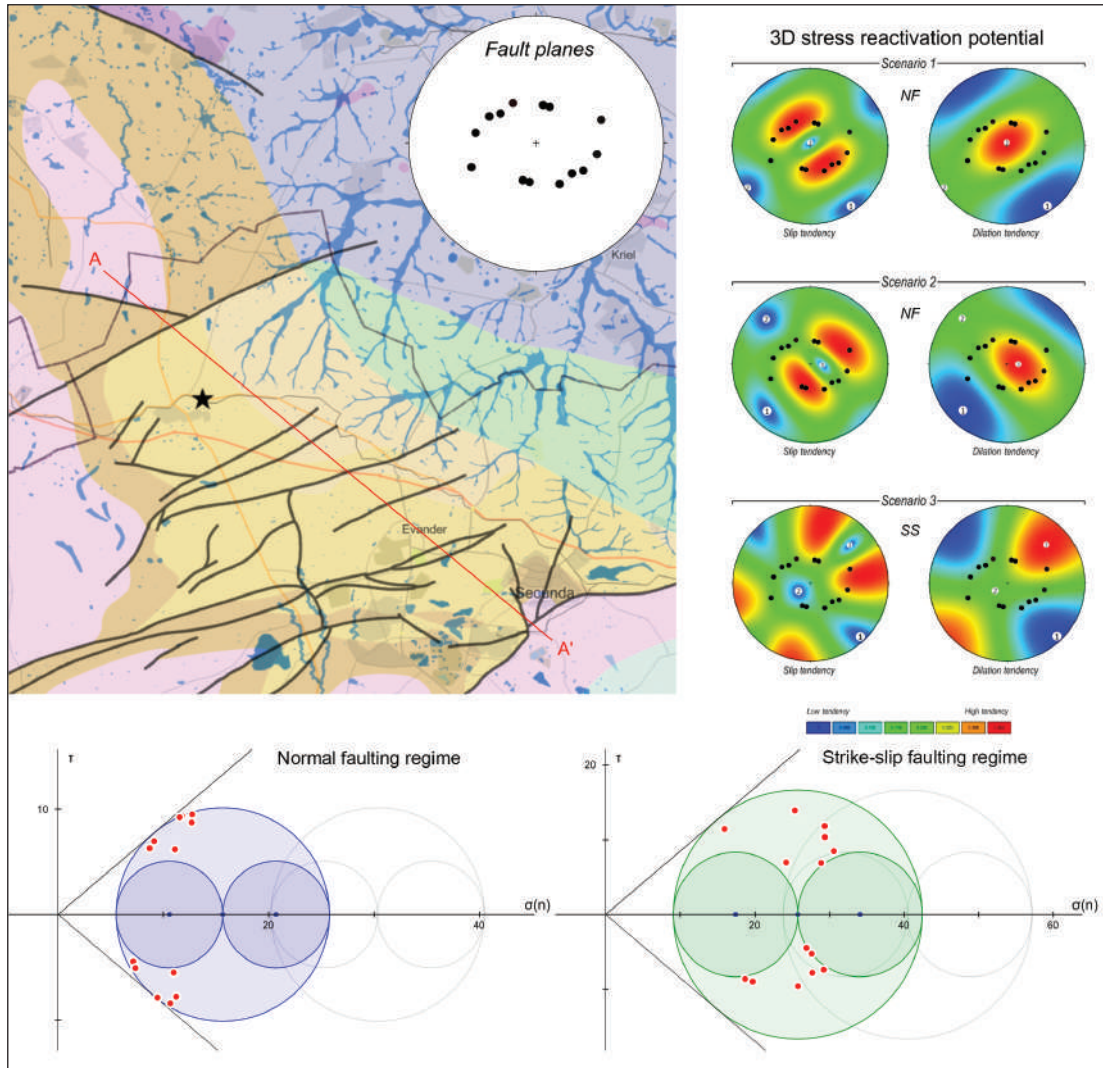 Fault planes
Kriel
A
Evander
Secunda
A'
3D stress reactivation potential
Scenario 1
NF
Slip tendency
Dilation tendency
Scenario 2
NF
Slip tendency
Dilation tendency
Scenario 3
SS
Slip tendency
Dilation tendency
Low tendency
High tendency
Normal faulting regime
τ
10
20
40
σ(n)
Strike-slip faulting regime
τ
20
20
40
60
σ(n)